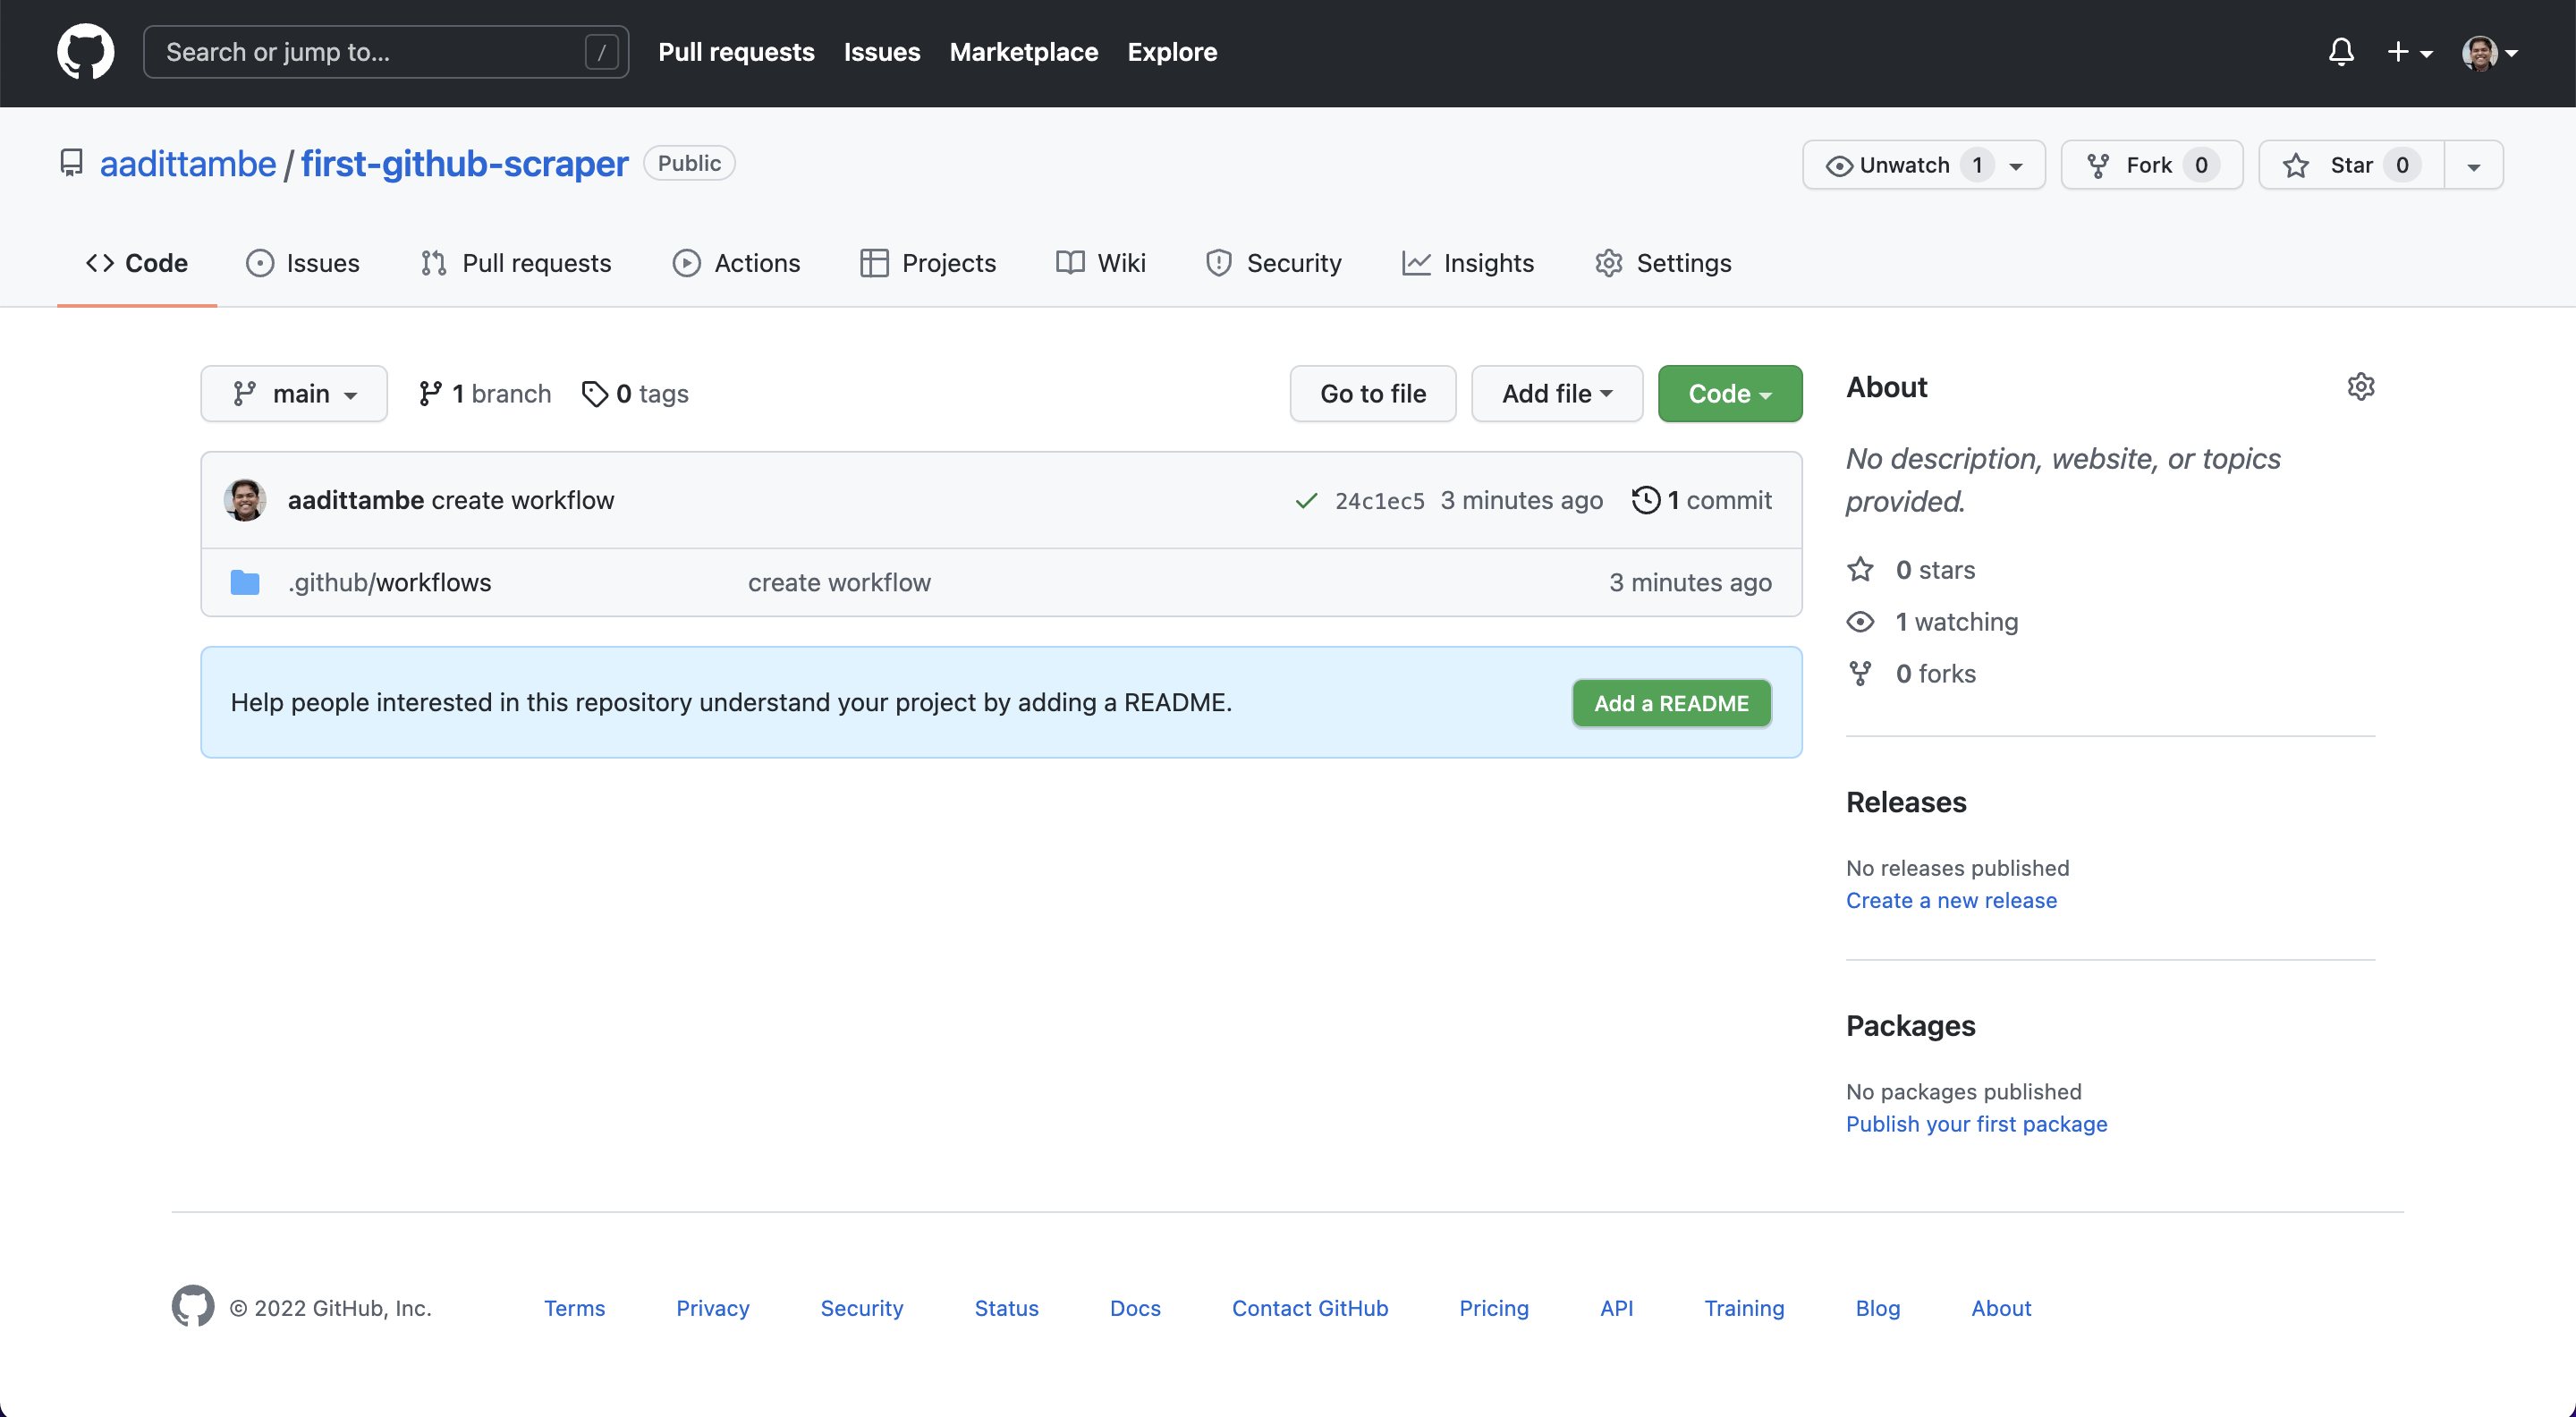 Search or jump to... /
Pull requests Issues Marketplace Explore
aadittambe / first-github-scraper Public
Unwatch 1 Fork 0 Star 0
Code Issues Pull requests Actions Projects Wiki Security Insights Settings
main 1 branch 0 tags
Go to file Add file Code
aadittambe create workflow 24c1ec5 3 minutes ago 1 commit
.github/workflows create workflow 3 minutes ago
Help people interested in this repository understand your project by adding a README. Add a README
About
No description, website, or topics
provided.
0 stars
1 watching
0 forks
Releases
No releases published
Create a new release
Packages
No packages published
Publish your first package
© 2022 GitHub, Inc. Terms Privacy Security Status Docs Contact GitHub Pricing API Training Blog About